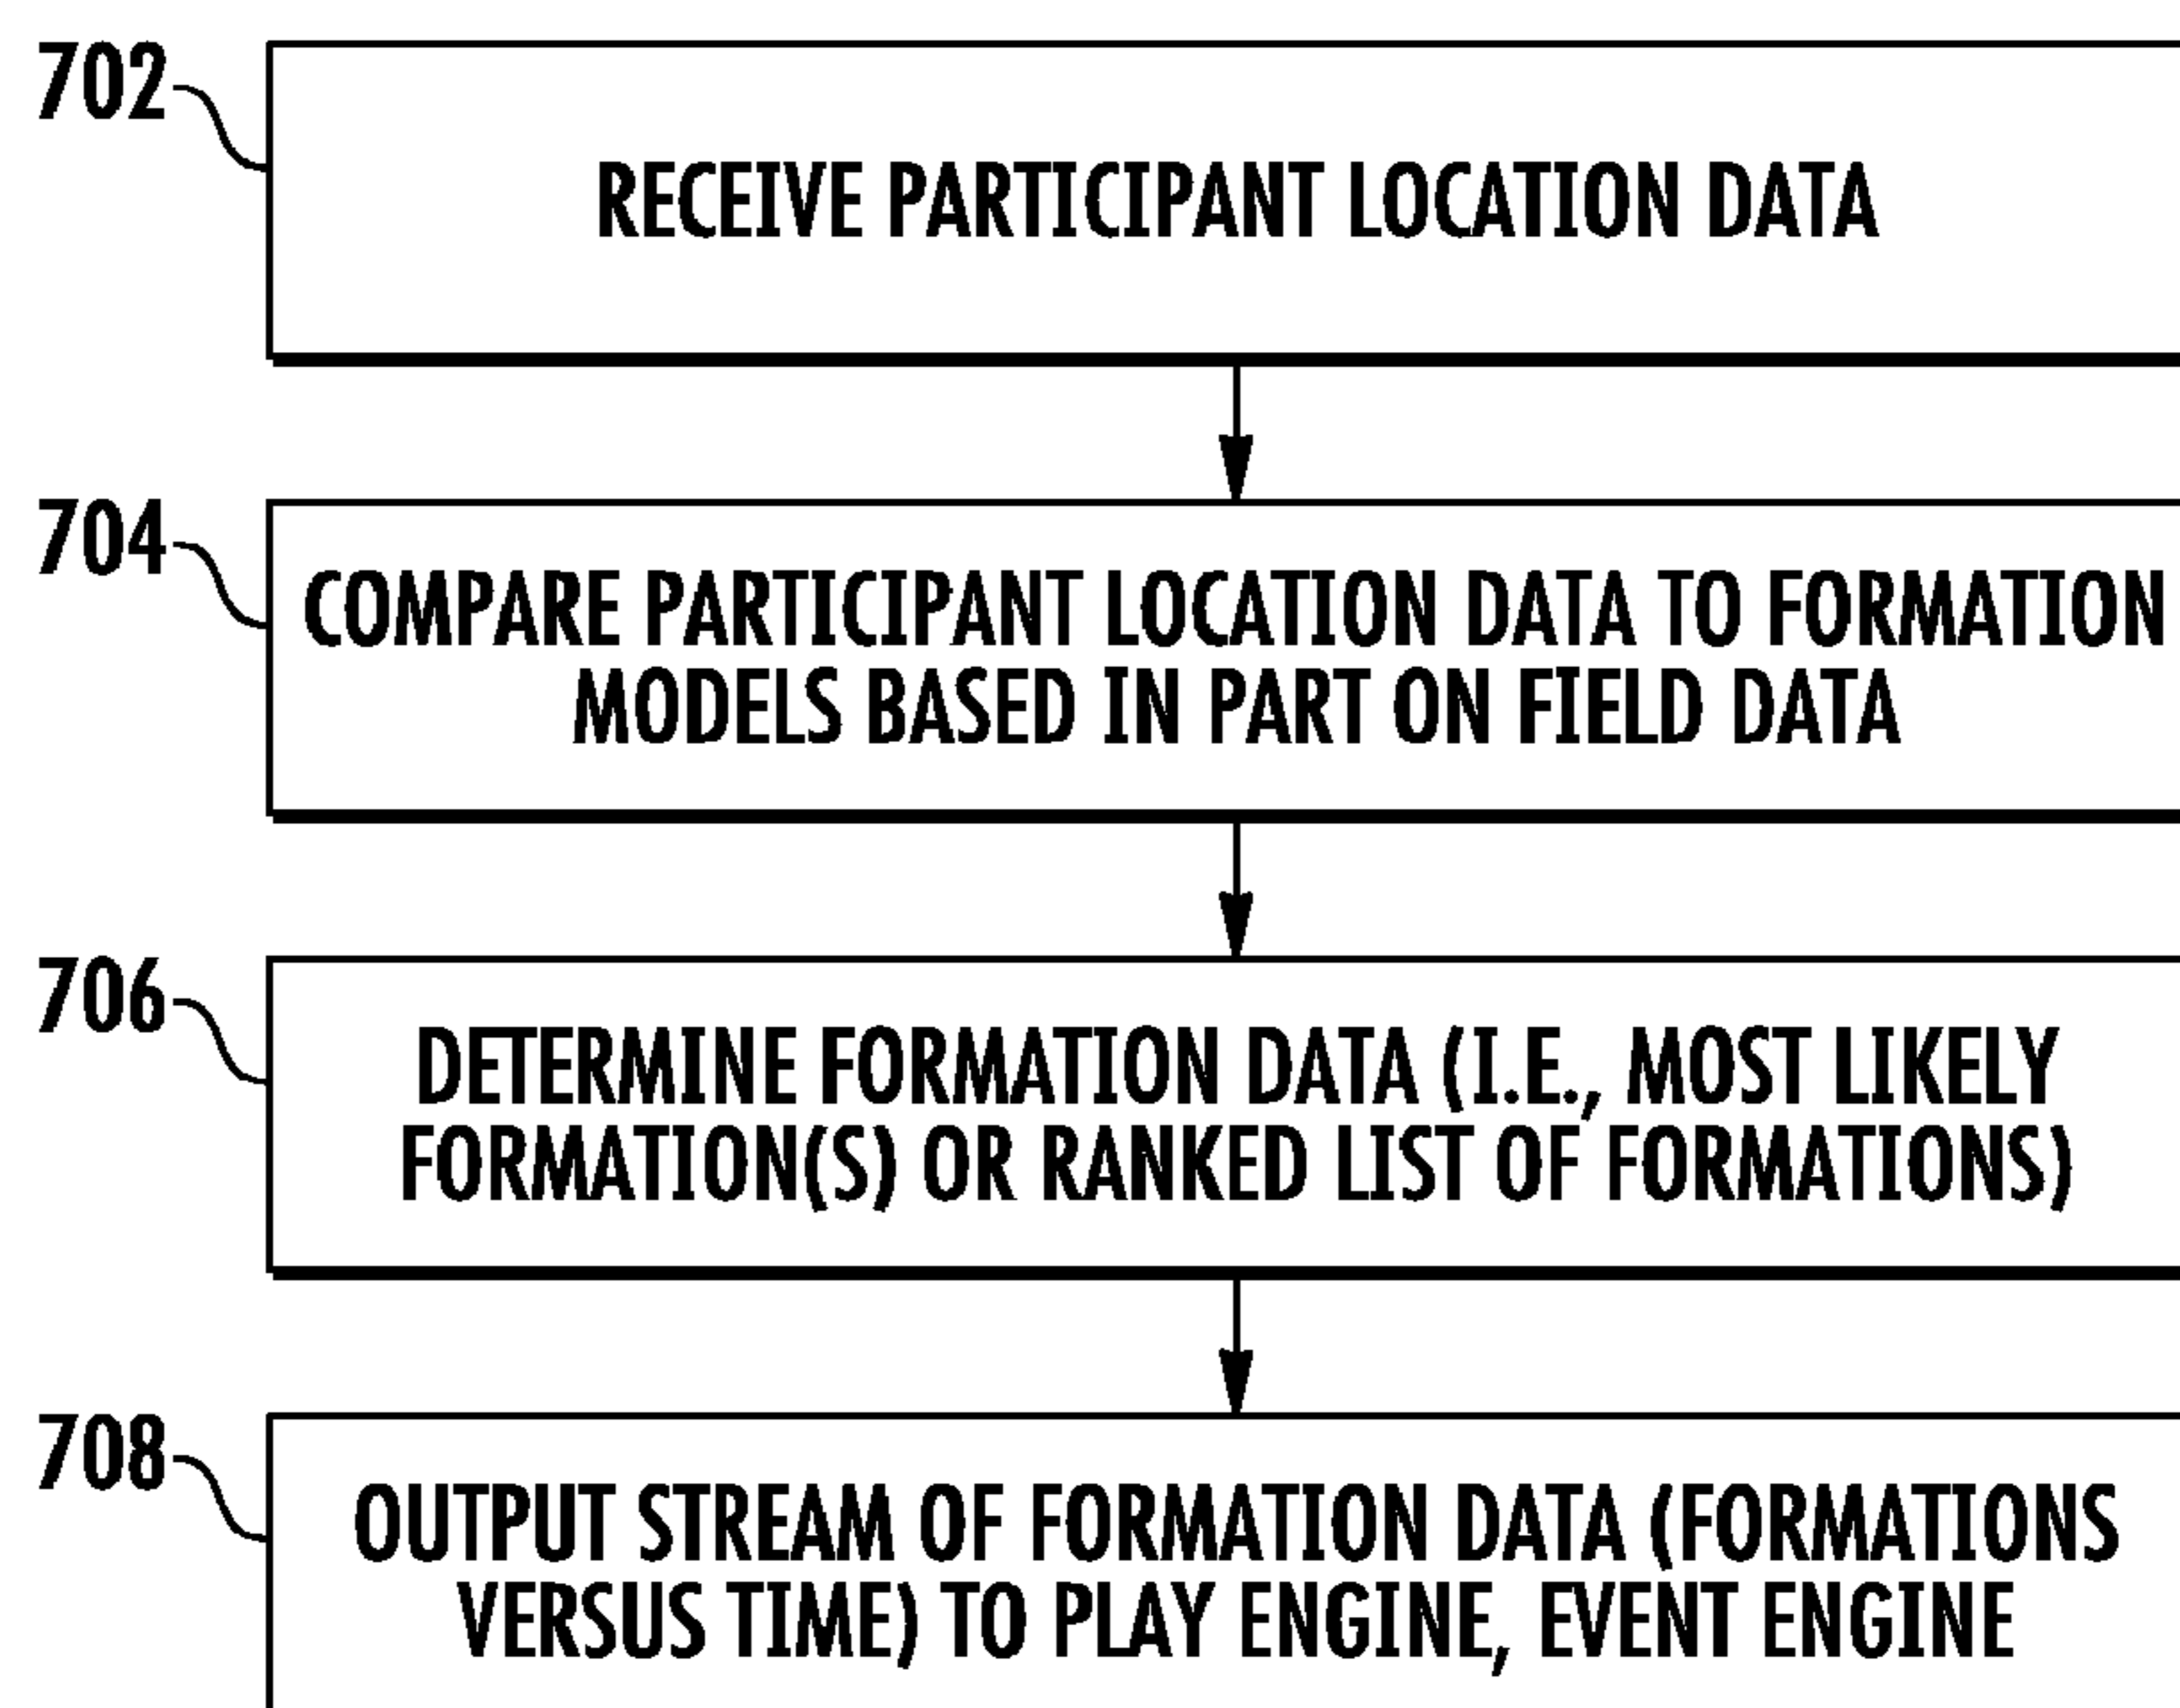 702
RECEIVE PARTICIPANT LOCATION DATA
704
COMPARE PARTICIPANT LOCATION DATA TO FORMATION
MODELS BASED IN PART ON FIELD DATA
706
DETERMINE FORMATION DATA (I.E., MOST LIKELY
FORMATION(S) OR RANKED LIST OF FORMATIONS)
708
OUTPUT STREAM OF FORMATION DATA (FORMATIONS
VERSUS TIME) TO PLAY ENGINE, EVENT ENGINE